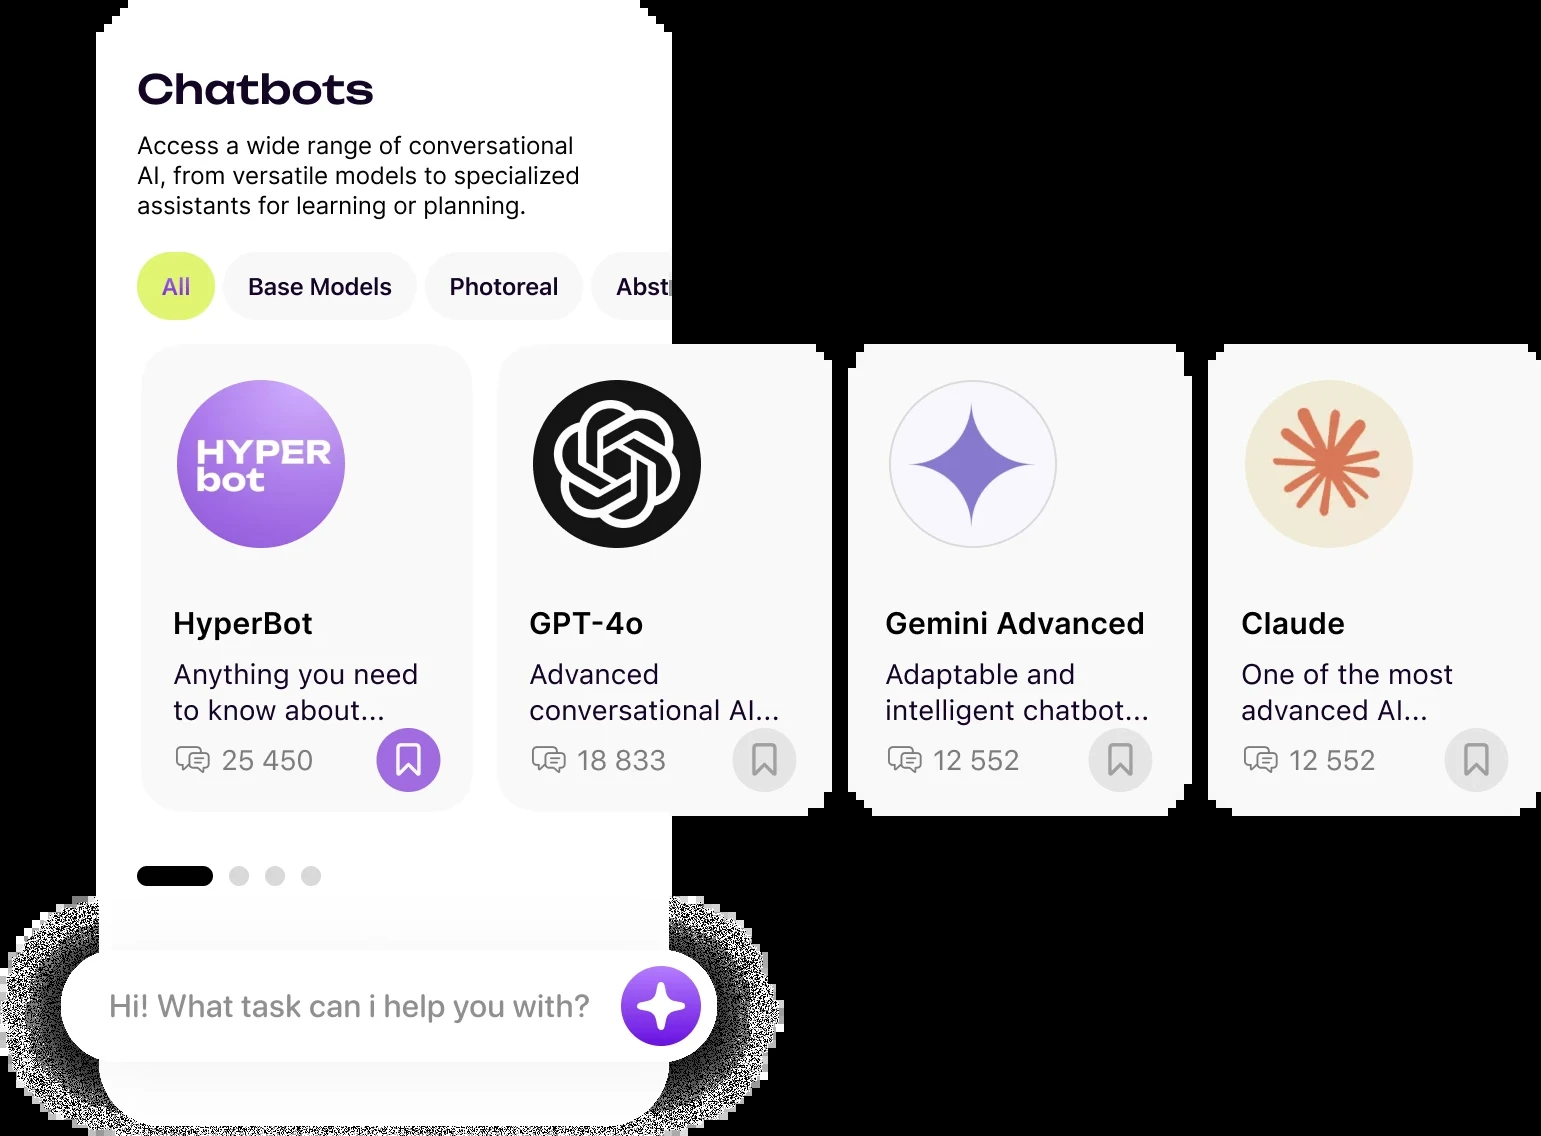 Chatbots
Access a wide range of conversational
AI, from versatile models to specialized
assistants for learning or planning.
All
Base Models
Photoreal
Abst
HYPER
bot
HyperBot
Anything you need
to know about...
25 450
GPT-4o
Advanced
conversational AI...
18 833
Gemini Advanced
Adaptable and
intelligent chatbot...
12 552
Claude
One of the most
advanced AI...
12 552
Hi! What task can i help you with?